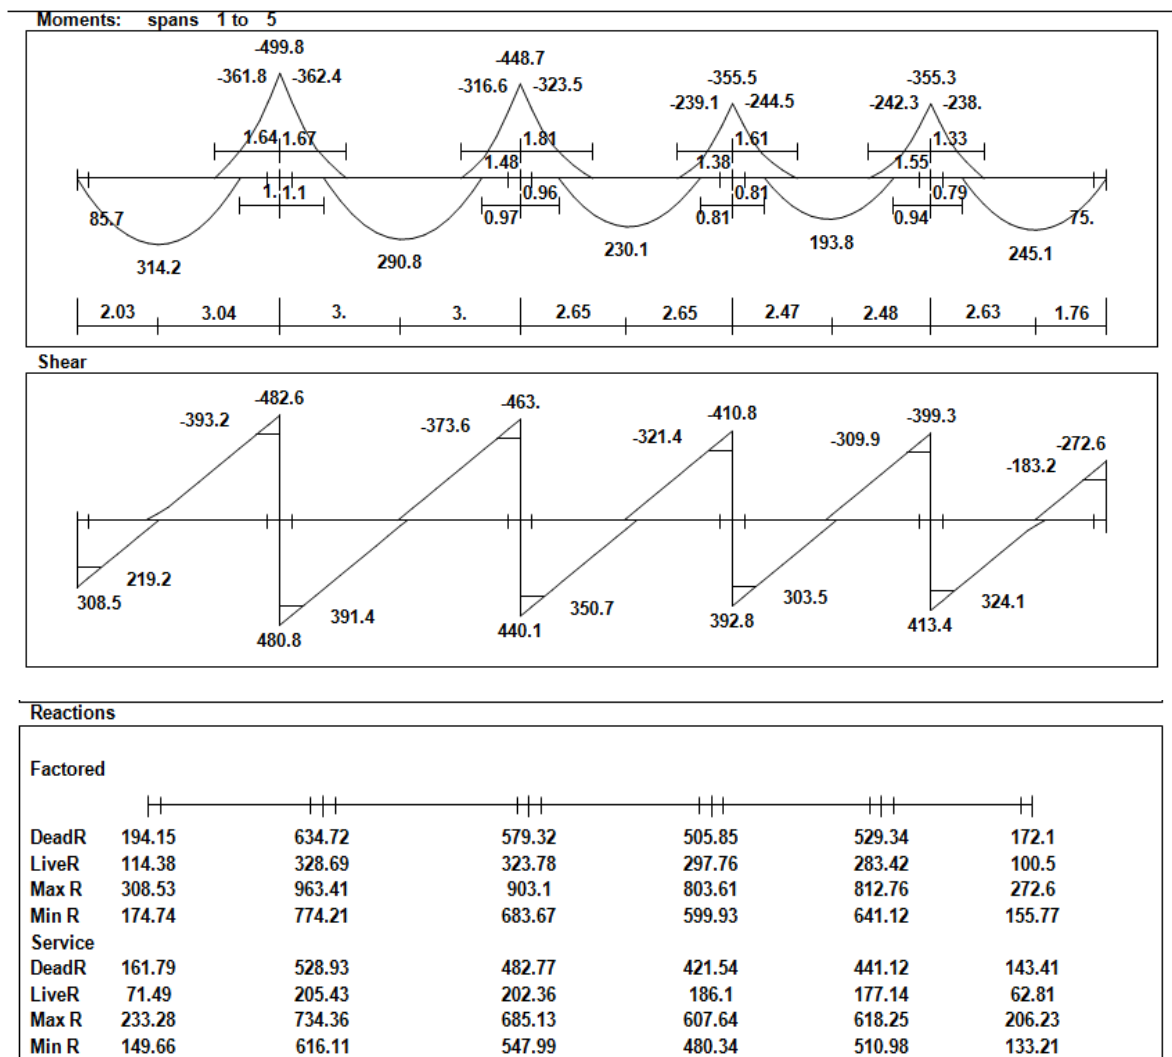 Moments: spans 1 to 5
-499.8
-448.7
-361.8 -362.4 -316.6 -323.5 -355.5 -355.3
-239.1 -244.5 -242.3 -238.
1.64 1.67 1.81 1.61 1.33
1.48 1.38 1.55
1. 1.1 0.96 0.81 0.79
85.7 0.97 0.81 0.94 75.
314.2 290.8 230.1 193.8 245.1
2.03 3.04 3. 3. 2.65 2.65 2.47 2.48 2.63 1.76
Shear
-482.6 -463. -410.8 -399.3
-393.2 -373.6 -321.4 -309.9 -272.6
-183.2
219.2
308.5 391.4 350.7 303.5 324.1
480.8 440.1 392.8 413.4
Reactions
Factored
DeadR 194.15 634.72 579.32 505.85 529.34 172.1
LiveR 114.38 328.69 323.78 297.76 283.42 100.5
Max R 308.53 963.41 903.1 803.61 812.76 272.6
Min R 174.74 774.21 683.67 599.93 641.12 155.77
Service
DeadR 161.79 528.93 482.77 421.54 441.12 143.41
LiveR 71.49 205.43 202.36 186.1 177.14 62.81
Max R 233.28 734.36 685.13 607.64 618.25 206.23
Min R 149.66 616.11 547.99 480.34 510.98 133.21